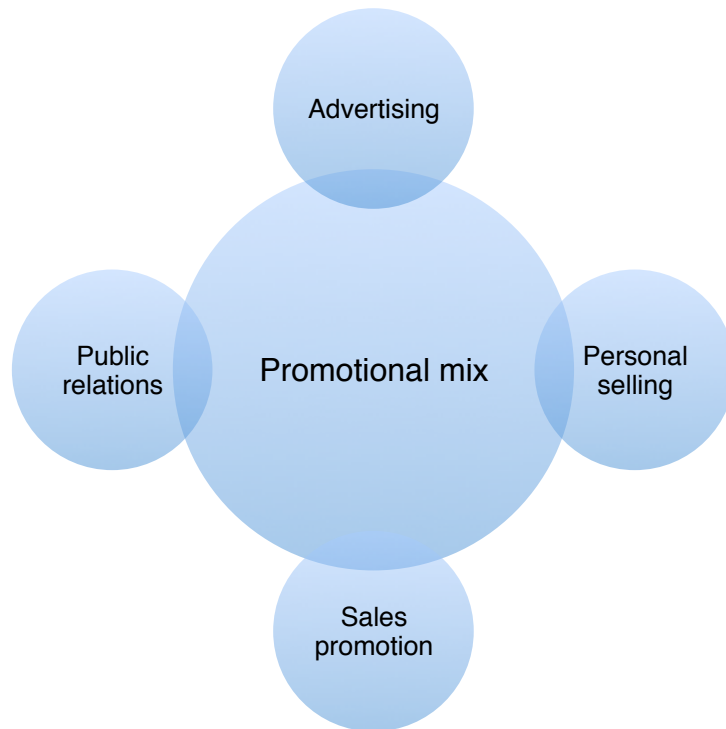 Advertising
Public
relations
Promotional mix
Personal
selling
Sales
promotion